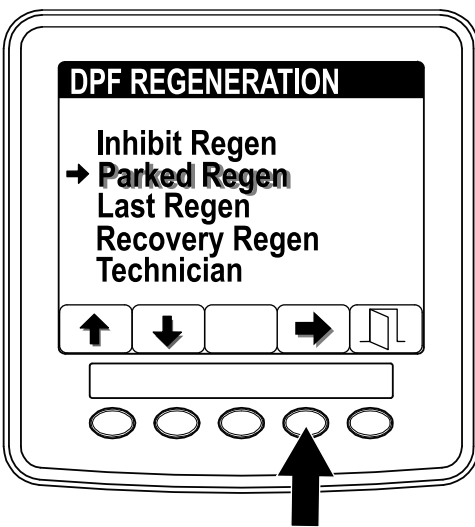 DPF REGENERATION
Inhibit Regen
Parked Regen
Last Regen
Recovery Regen
Technician